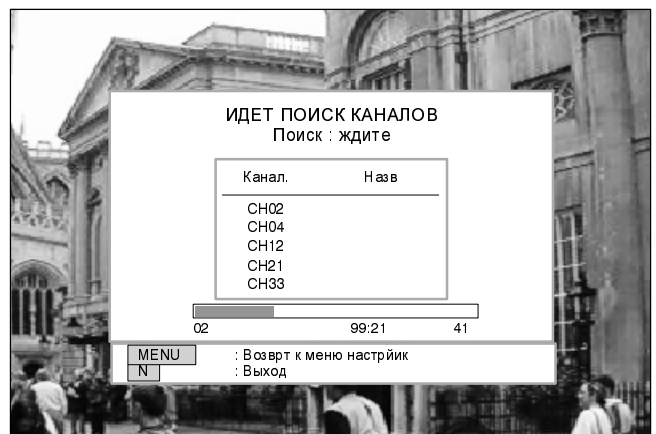 ИДЕТ ПОИСК КАНАЛОВ
Поиск : ждите
Канал. Назв
CH02
CH04
CH12
CH21
CH33
02 99:21 41
MENU : Возврт к меню настрйик
N : Выход